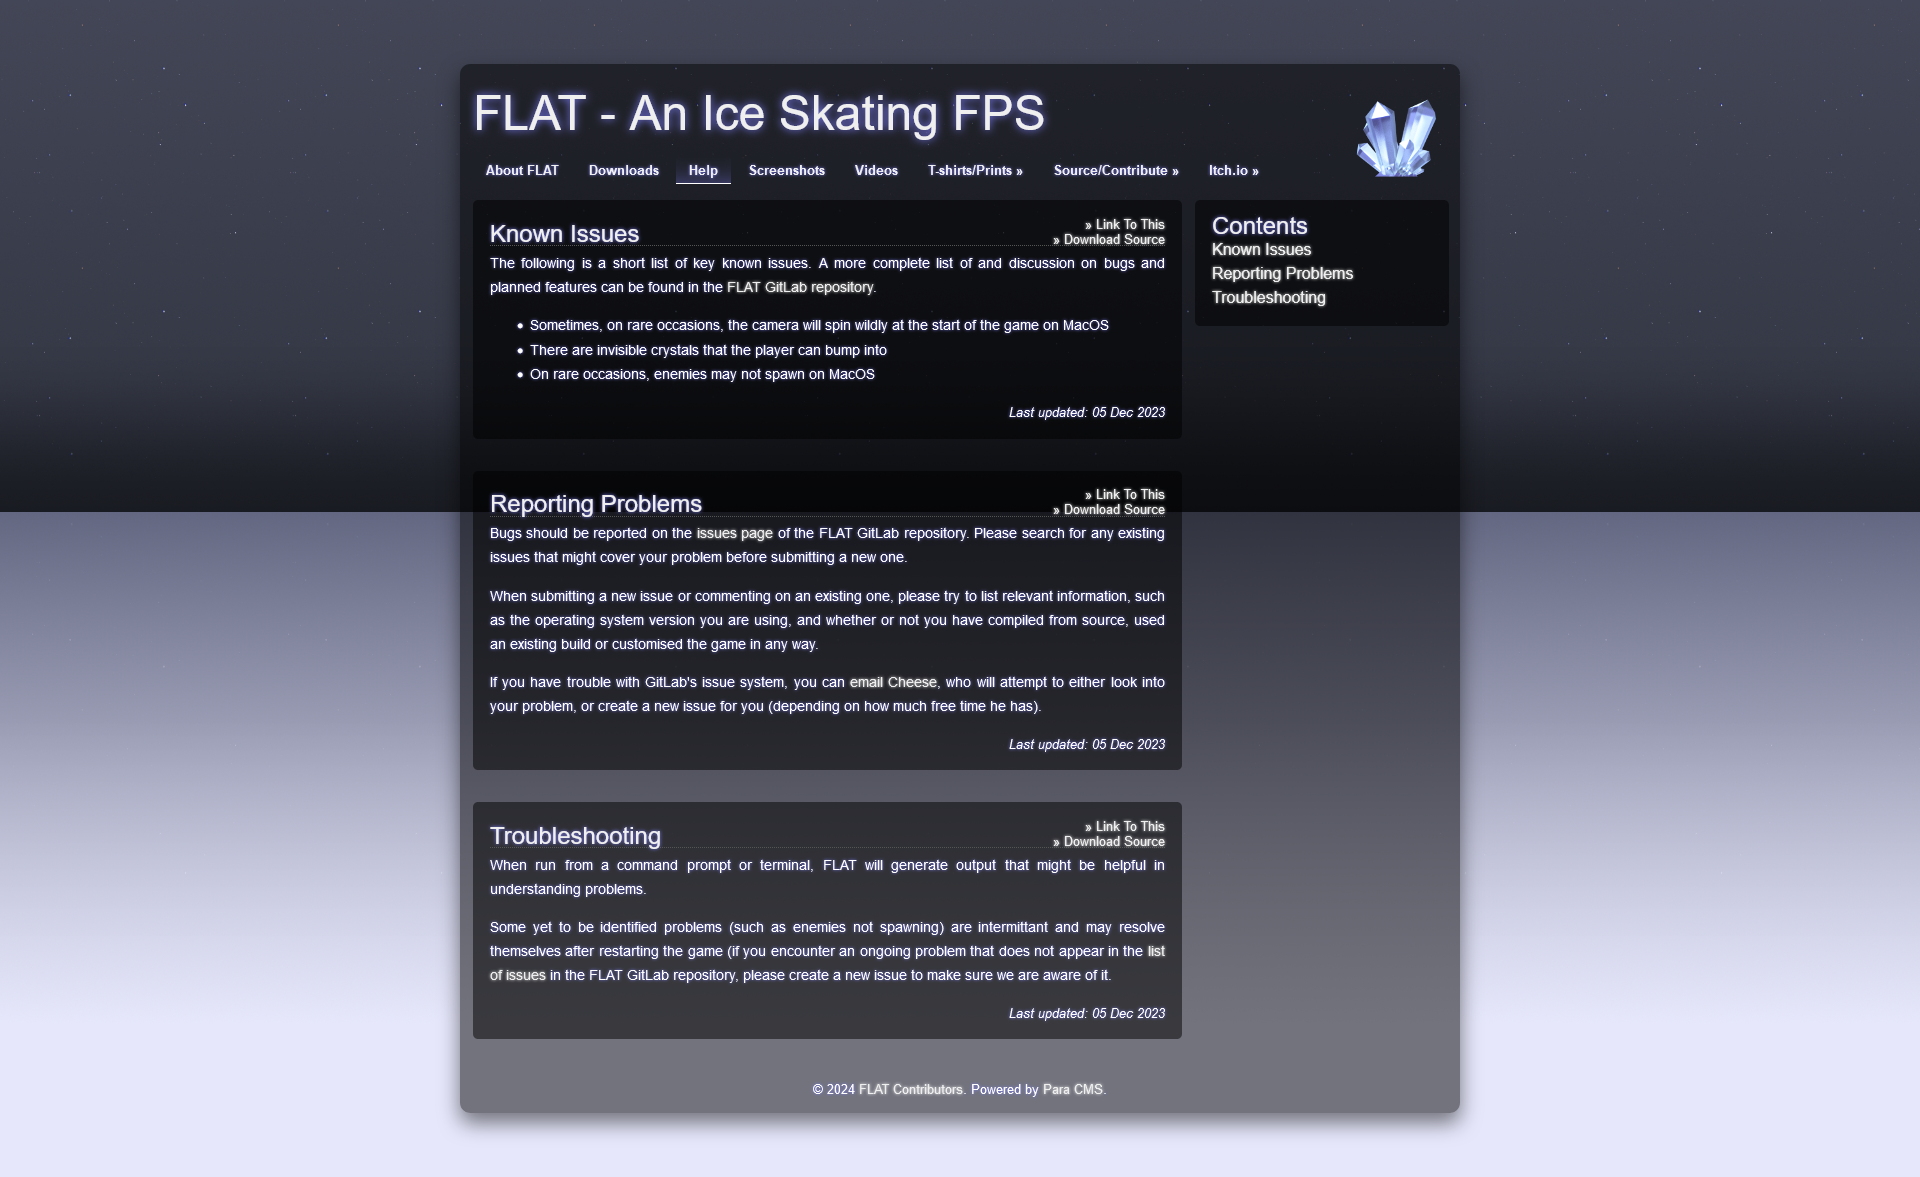 FLAT - An Ice Skating FPS
About FLAT Downloads Help Screenshots Videos T-shirts/Prints » Source/Contribute » Itch.io »
Known Issues
» Link To This
» Download Source
The following is a short list of key known issues. A more complete list of and discussion on bugs and
planned features can be found in the FLAT GitLab repository.
• Sometimes, on rare occasions, the camera will spin wildly at the start of the game on MacOS
• There are invisible crystals that the player can bump into
• On rare occasions, enemies may not spawn on MacOS
Last updated: 05 Dec 2023
Reporting Problems
» Link To This
» Download Source
Bugs should be reported on the issues page of the FLAT GitLab repository. Please search for any existing
issues that might cover your problem before submitting a new one.
When submitting a new issue or commenting on an existing one, please try to list relevant information, such
as the operating system version you are using, and whether or not you have compiled from source, used
an existing build or customised the game in any way.
If you have trouble with GitLab's issue system, you can email Cheese, who will attempt to either look into
your problem, or create a new issue for you (depending on how much free time he has).
Last updated: 05 Dec 2023
Troubleshooting
» Link To This
» Download Source
When run from a command prompt or terminal, FLAT will generate output that might be helpful in
understanding problems.
Some yet to be identified problems (such as enemies not spawning) are intermittant and may resolve
themselves after restarting the game (if you encounter an ongoing problem that does not appear in the list
of issues in the FLAT GitLab repository, please create a new issue to make sure we are aware of it.
Last updated: 05 Dec 2023
Contents
Known Issues
Reporting Problems
Troubleshooting
© 2024 FLAT Contributors. Powered by Para CMS.